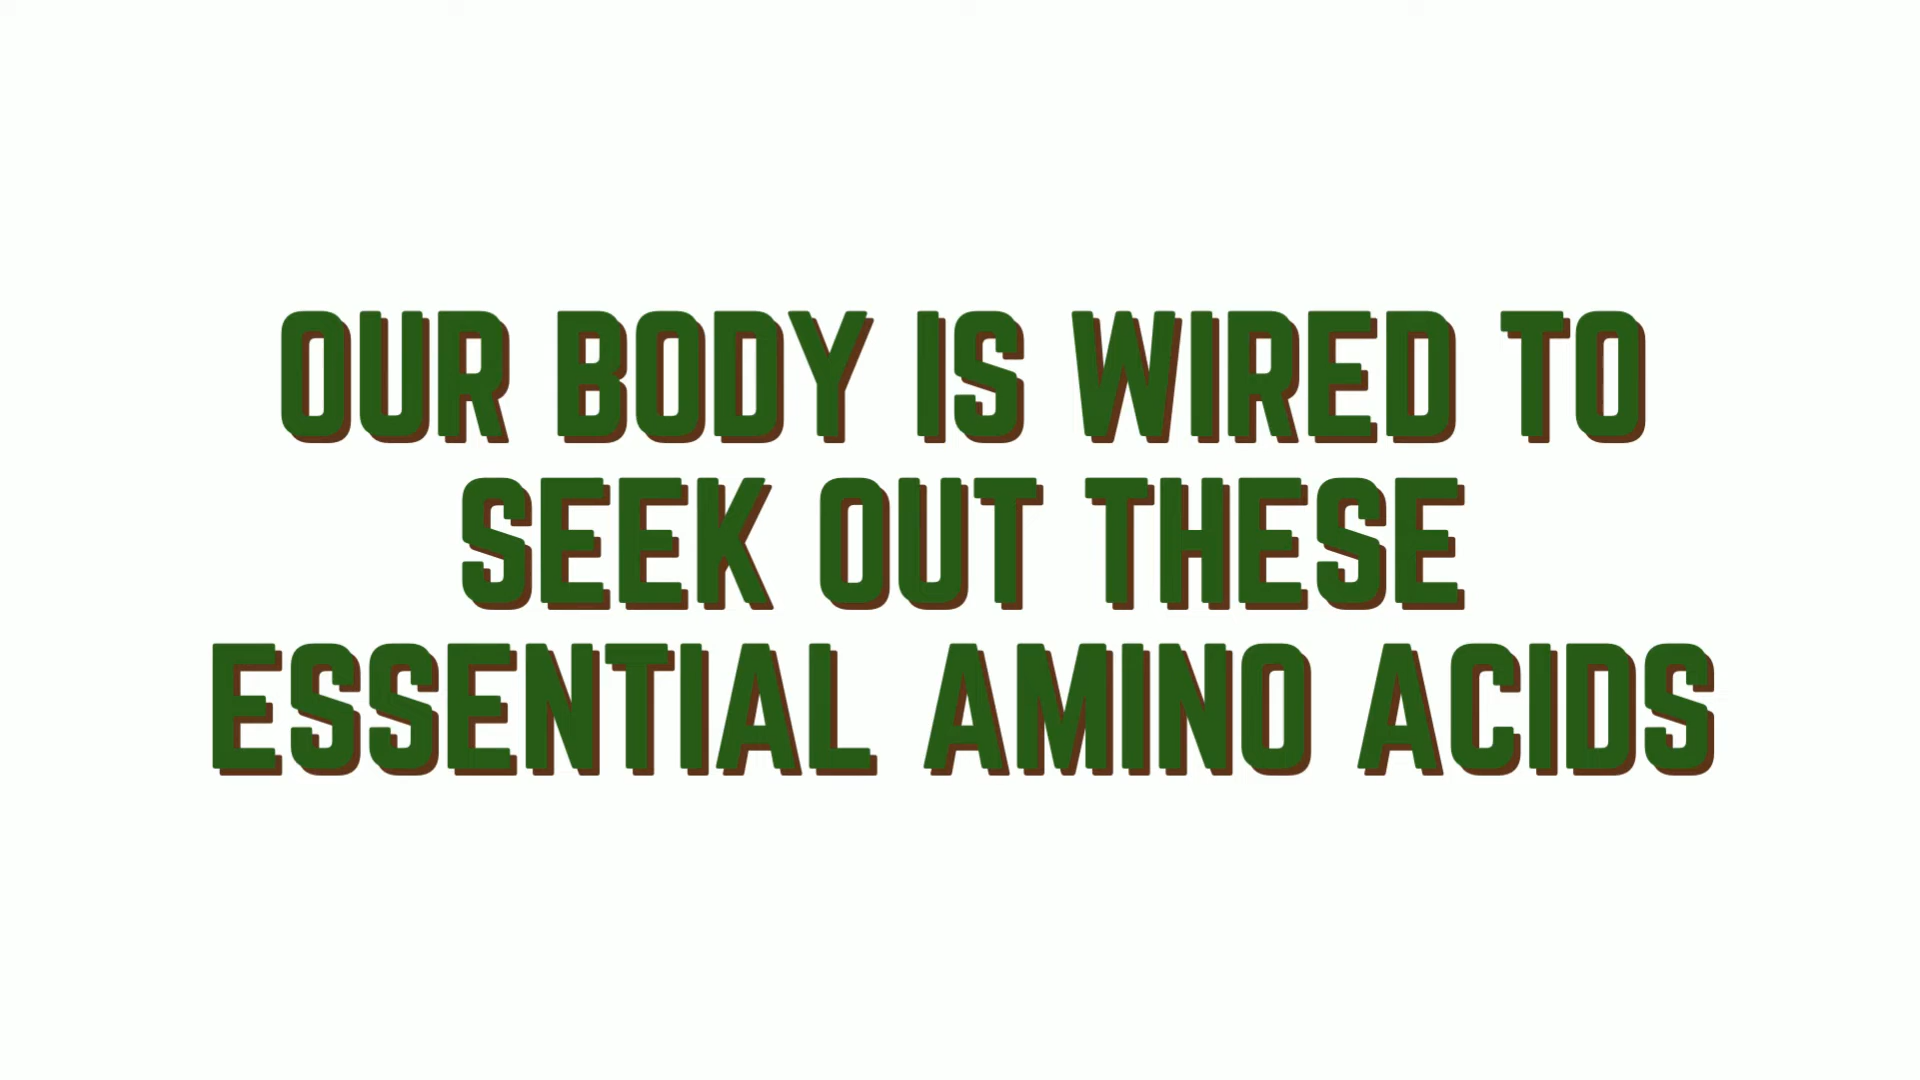 OUR BODY IS WIRED TO
SEEK OUT THESE
ESSENTIAL AMINO ACIDS